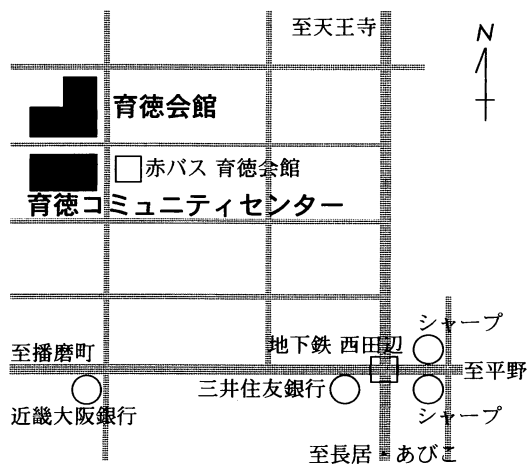 至天王寺
N
育徳会館
赤バス 育徳会館
育徳コミュニティセンター
シャープ
地下鉄 西田辺
至播磨町
至平野
三井住友銀行
近畿大阪銀行
シャープ
至長居・あびこ